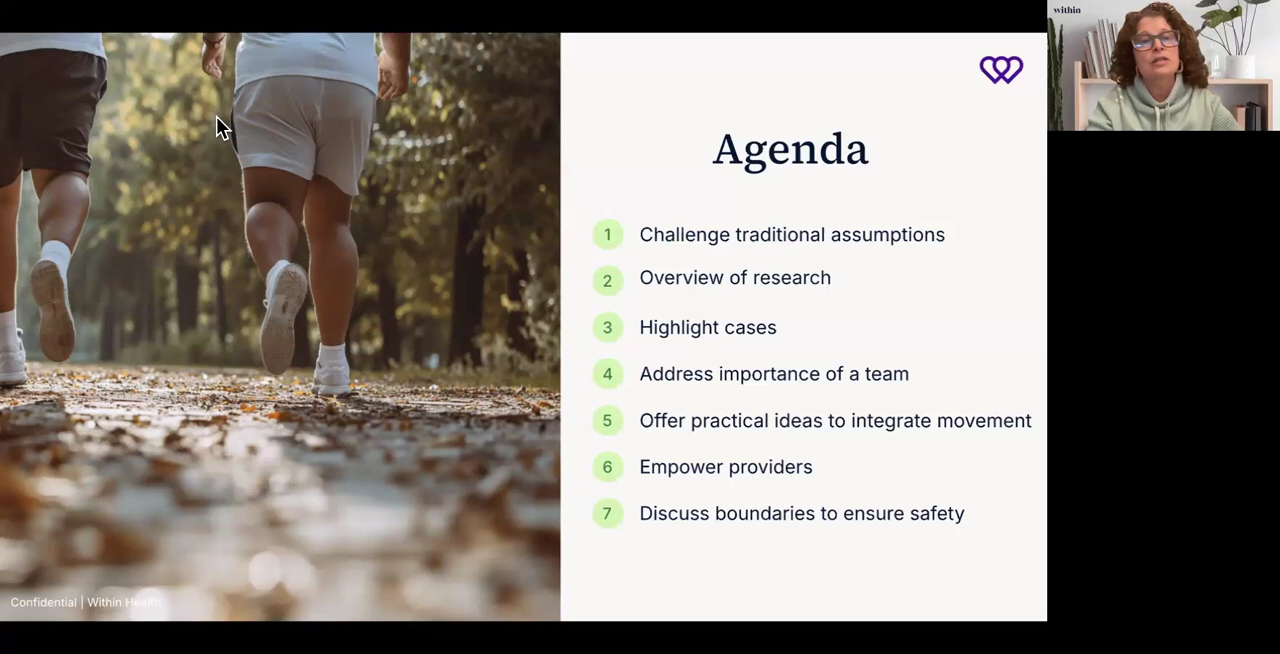 within
Agenda
1 Challenge traditional assumptions
2 Overview of research
3 Highlight cases
4 Address importance of a team
5 Offer practical ideas to integrate movement
6 Empower providers
7 Discuss boundaries to ensure safety
Confidential | Within Health